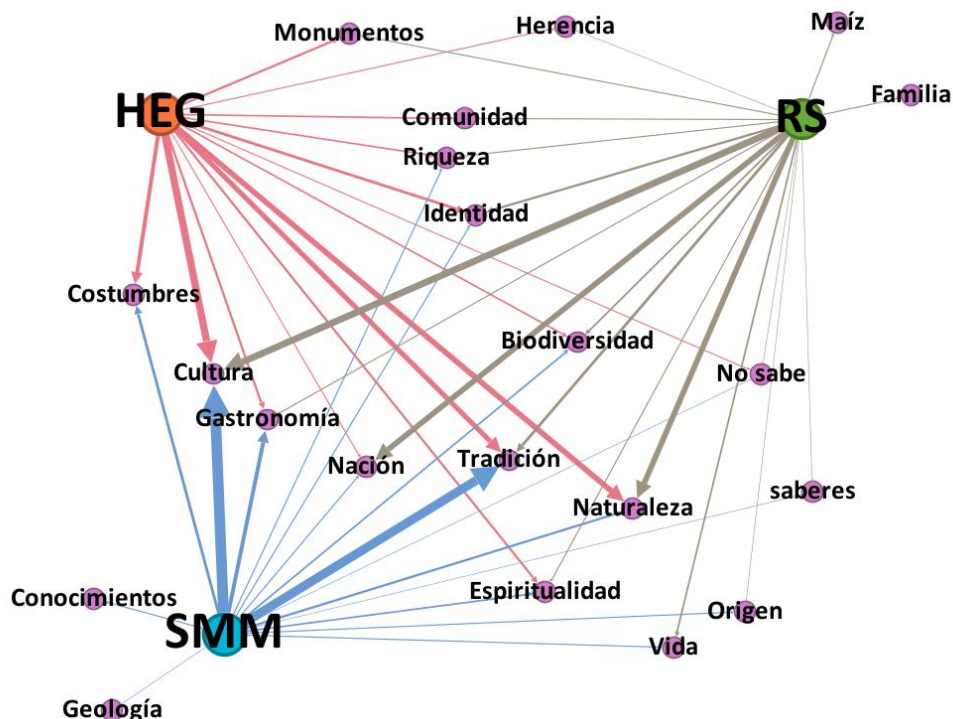 Monumentos
Herencia
Maíz
HEG
RS
Familia
Comunidad
Riqueza
Identidad
Costumbres
Biodiversidad
Cultura
No sabe
Gastronomía
Nación
Tradición
Naturaleza
saberes
Espiritualidad
Conocimientos
Origen
SMM
Vida
Geología